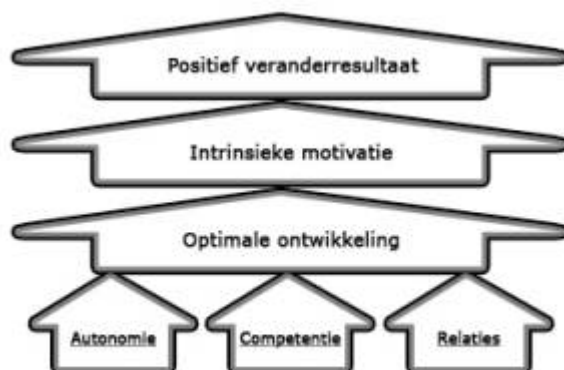 Positief veranderresultaat
Intrinsieke motivatie
Optimale ontwikkeling
Autonomie
Competentie
Relaties